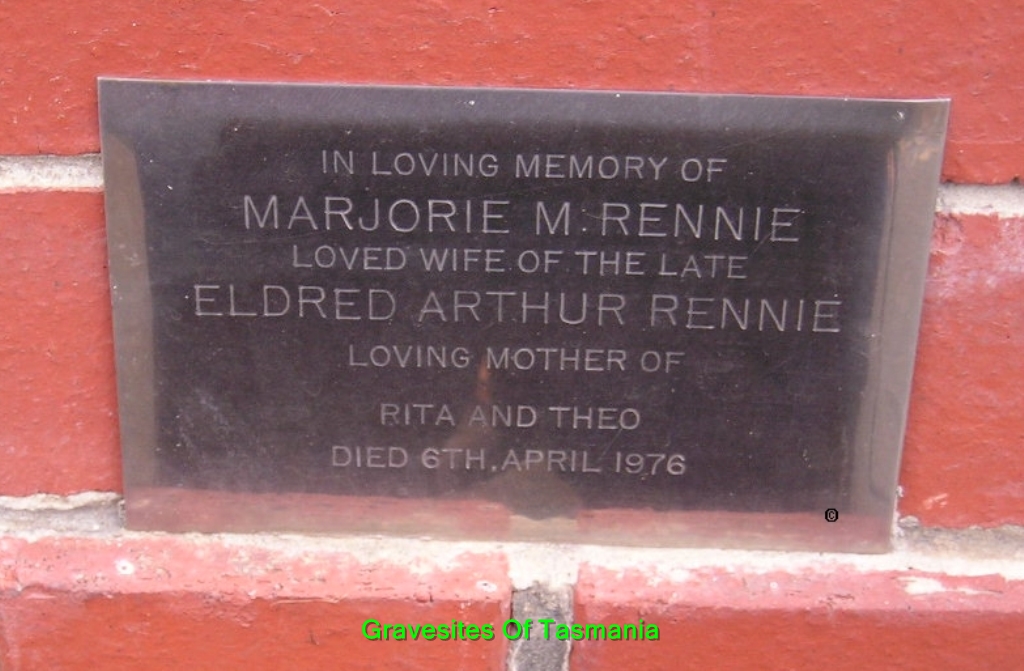 IN LOVING MEMORY OF
MARJORIE M. RENNIE
LOVED WIFE OF THE LATE
ELDRED ARTHUR RENNIE
LOVING MOTHER OF
RITA AND THEO
DIED 6TH, APRIL 1976
©
Gravesites Of Tasmania